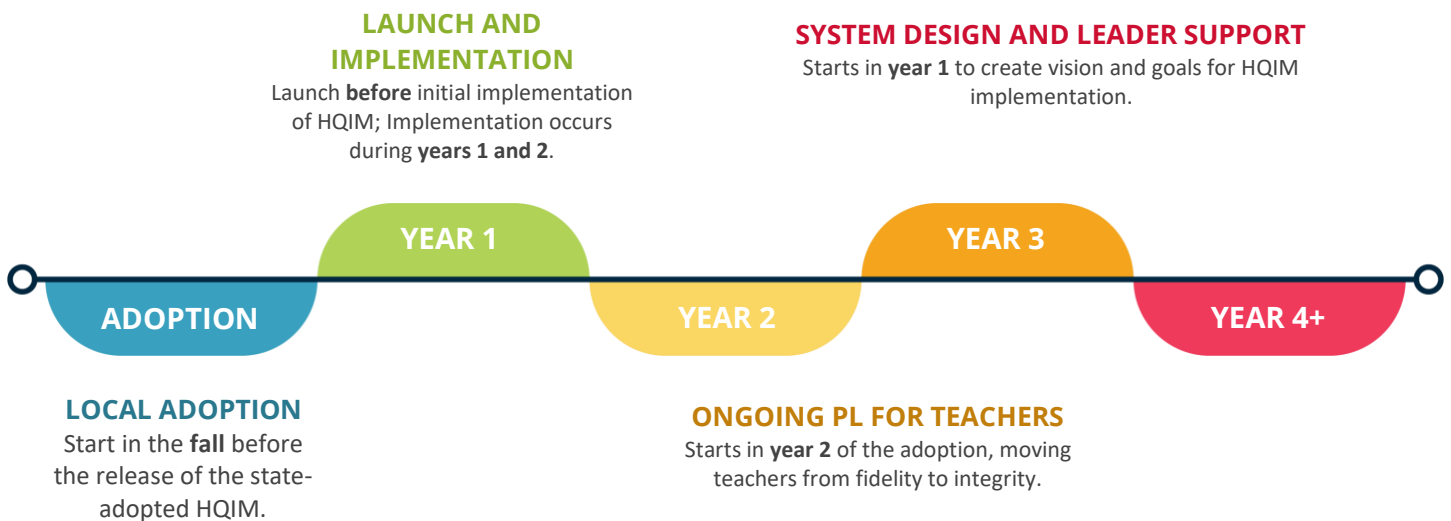 LAUNCH AND
IMPLEMENTATION
Launch before initial implementation
of HQIM; Implementation occurs
during years 1 and 2.
SYSTEM DESIGN AND LEADER SUPPORT
Starts in year 1 to create vision and goals for HQIM
implementation.
YEAR 1
YEAR 3
ADOPTION
YEAR 2
YEAR 4+
LOCAL ADOPTION
Start in the fall before
the release of the state-
adopted HQIM.
ONGOING PL FOR TEACHERS
Starts in year 2 of the adoption, moving
teachers from fidelity to integrity.